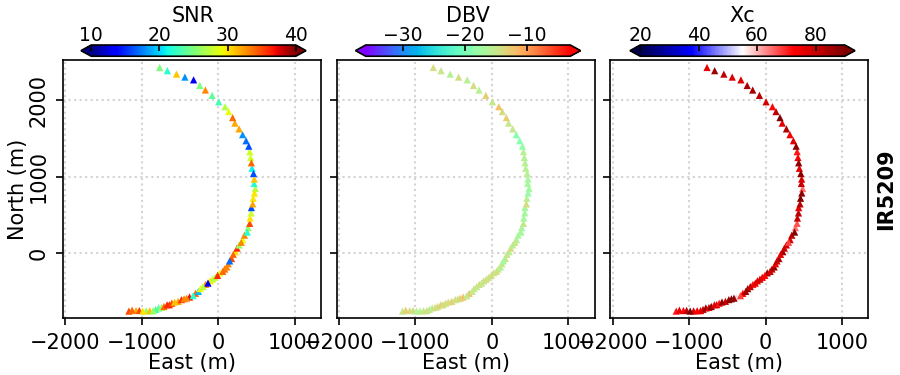 SNR DBV Xc
10 20 30 40 −30 −20 −10 20 40 60 80
North (m)
2000
1000
0
IR5209
−2000 −1000 0 1000 −2000 −1000 0 1000 −2000 −1000 0 1000
East (m) East (m) East (m)